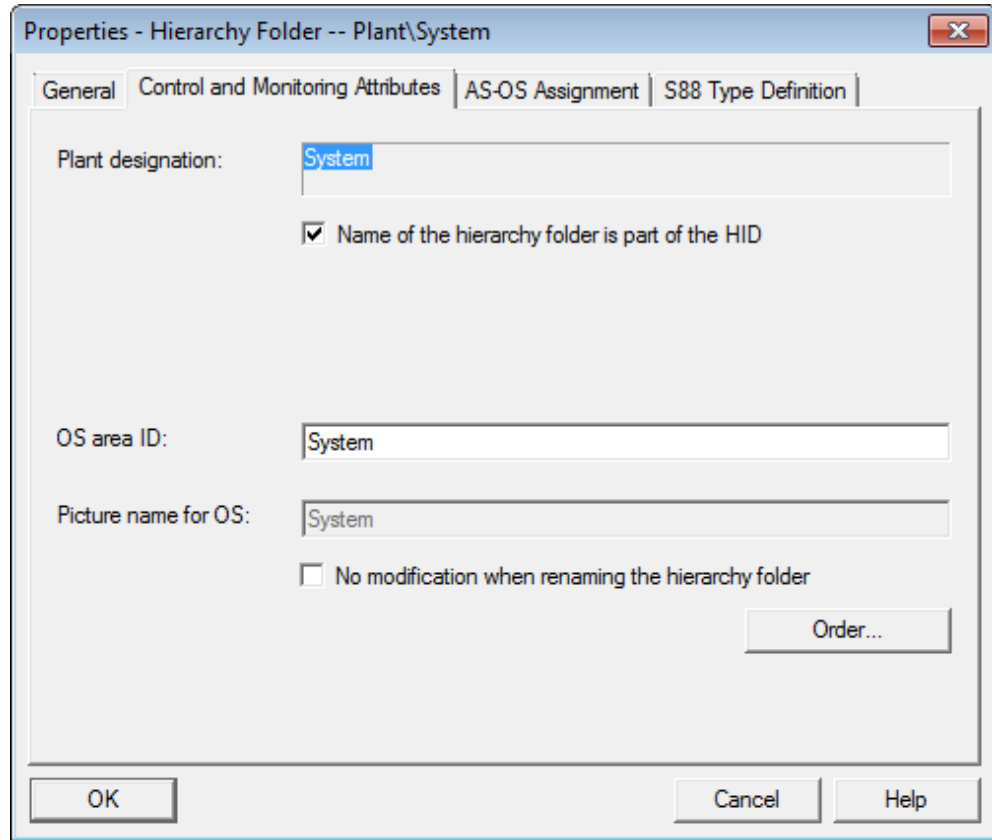 Properties - Hierarchy Folder -- Plant\System
General Control and Monitoring Attributes AS-OS Assignment S88 Type Definition
Plant designation: System
Name of the hierarchy folder is part of the HID
OS area ID: System
Picture name for OS: System
No modification when renaming the hierarchy folder
Order...
OK Cancel Help